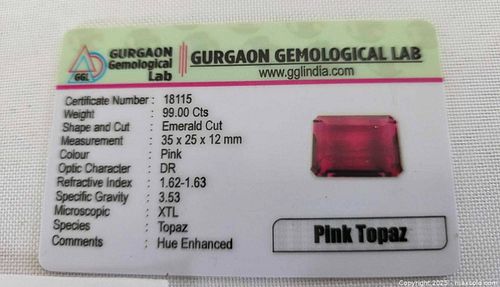 GGL
GURGAON
Gemological
Lab
GURGAON GEMOLOGICAL LAB
www.gglindia.com
Certificate Number : 18115
Weight : 99.00 Cts
Shape and Cut : Emerald Cut
Measurement : 35 x 25 x 12 mm
Colour : Pink
Optic Character : DR
Refractive Index : 1.62-1.63
Specific Gravity : 3.53
Microscopic : XTL
Species : Topaz
Comments : Hue Enhanced
Pink Topaz